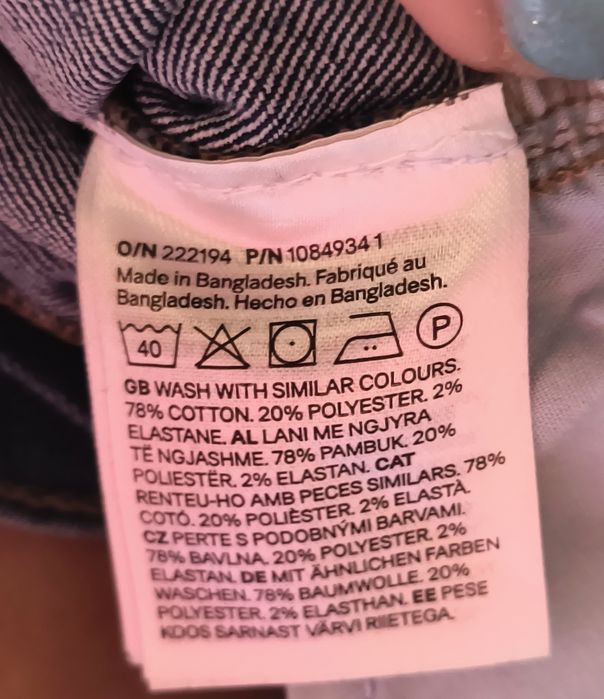 O/N 222194 P/N 10849341
Made in Bangladesh. Fabriqué au
Bangladesh. Hecho en Bangladesh.
40 P
GB WASH WITH SIMILAR COLOURS.
78% COTTON. 20% POLYESTER. 2%
ELASTANE. AL LANI ME NGJYRA
TË NGJASHME. 78% PAMBUK. 20%
POLIESTËR. 2% ELASTAN. CAT
RENTEU-HO AMB PECES SIMILARS. 78%
COTÓ. 20% POLIÈSTER. 2% ELASTÀ.
CZ PERTE S PODOBNÝMI BARVAMI.
78% BAVLNA. 20% POLYESTER. 2%
ELASTAN. DE MIT ÄHNLICHEN FARBEN
WASCHEN. 78% BAUMWOLLE. 20%
POLYESTER. 2% ELASTHAN. EE PESE
KOOS SARNAST VÄRVI RIIETEGA.